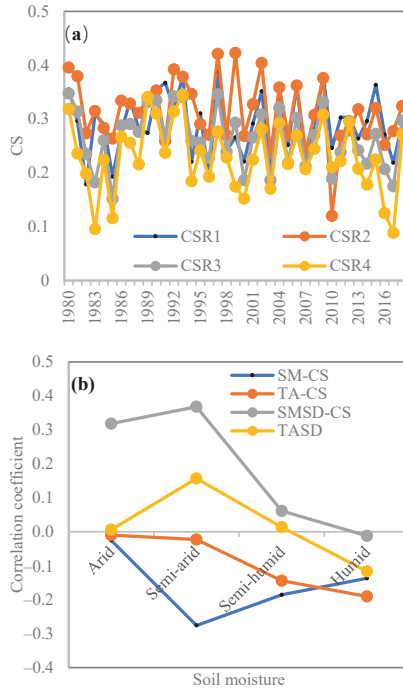 (a)
0.5
0.4
0.3
0.2
0.1
0
CS
CSR1 CSR2
CSR3 CSR4
1980 1983 1986 1989 1992 1995 1998 2001 2004 2007 2010 2013 2016
(b)
0.5
0.4
0.3
0.2
0.1
0.0
−0.1
−0.2
−0.3
−0.4
Correlation coefficient
SM-CS
TA-CS
SMSD-CS
TASD
Arid Semi-arid Semi-humid Humid
Soil moisture